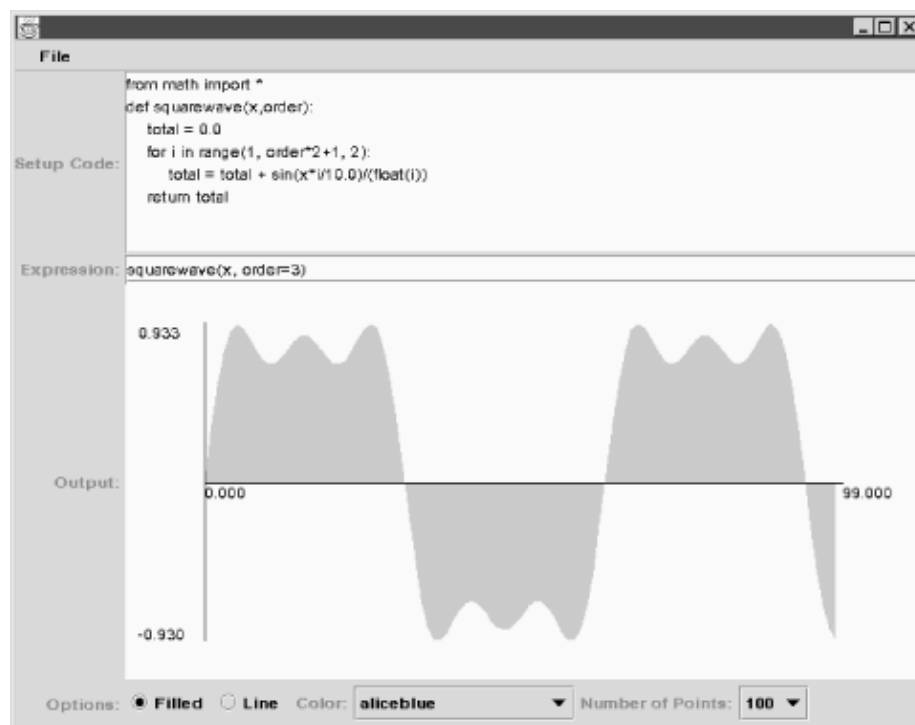 File
Setup Code:
from math import *
def squarewave(x,order):
total = 0.0
for i in range(1, order*2+1, 2):
total = total + sin(x*i/10.0)/(float(i))
return total
Expression: squarewave(x, order=3)
Output:
0.933
0.000
99.000
-0.930
Options: Filled Line Color: aliceblue Number of Points: 100